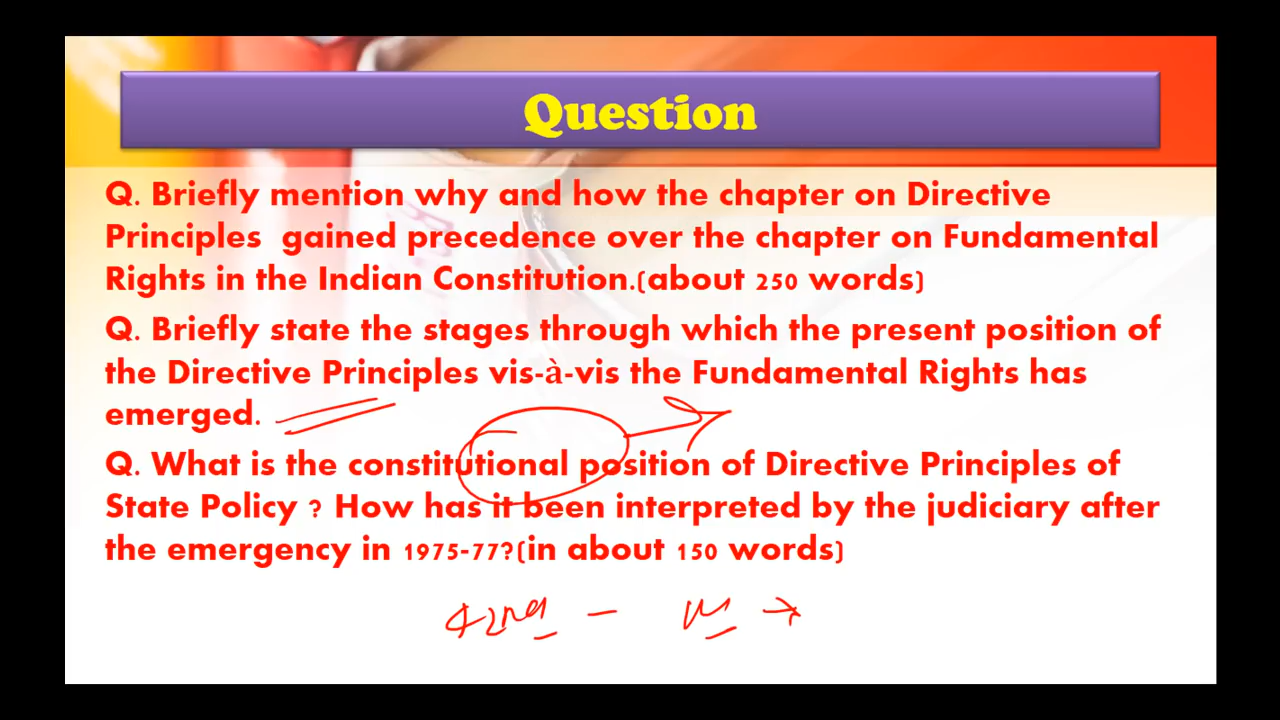 Question
Q. Briefly mention why and how the chapter on Directive
Principles gained precedence over the chapter on Fundamental
Rights in the Indian Constitution.(about 250 words)
Q. Briefly state the stages through which the present position of
the Directive Principles vis-à-vis the Fundamental Rights has
emerged.
Q. What is the constitutional position of Directive Principles of
State Policy ? How has it been interpreted by the judiciary after
the emergency in 1975-77?(in about 150 words)
42nd –